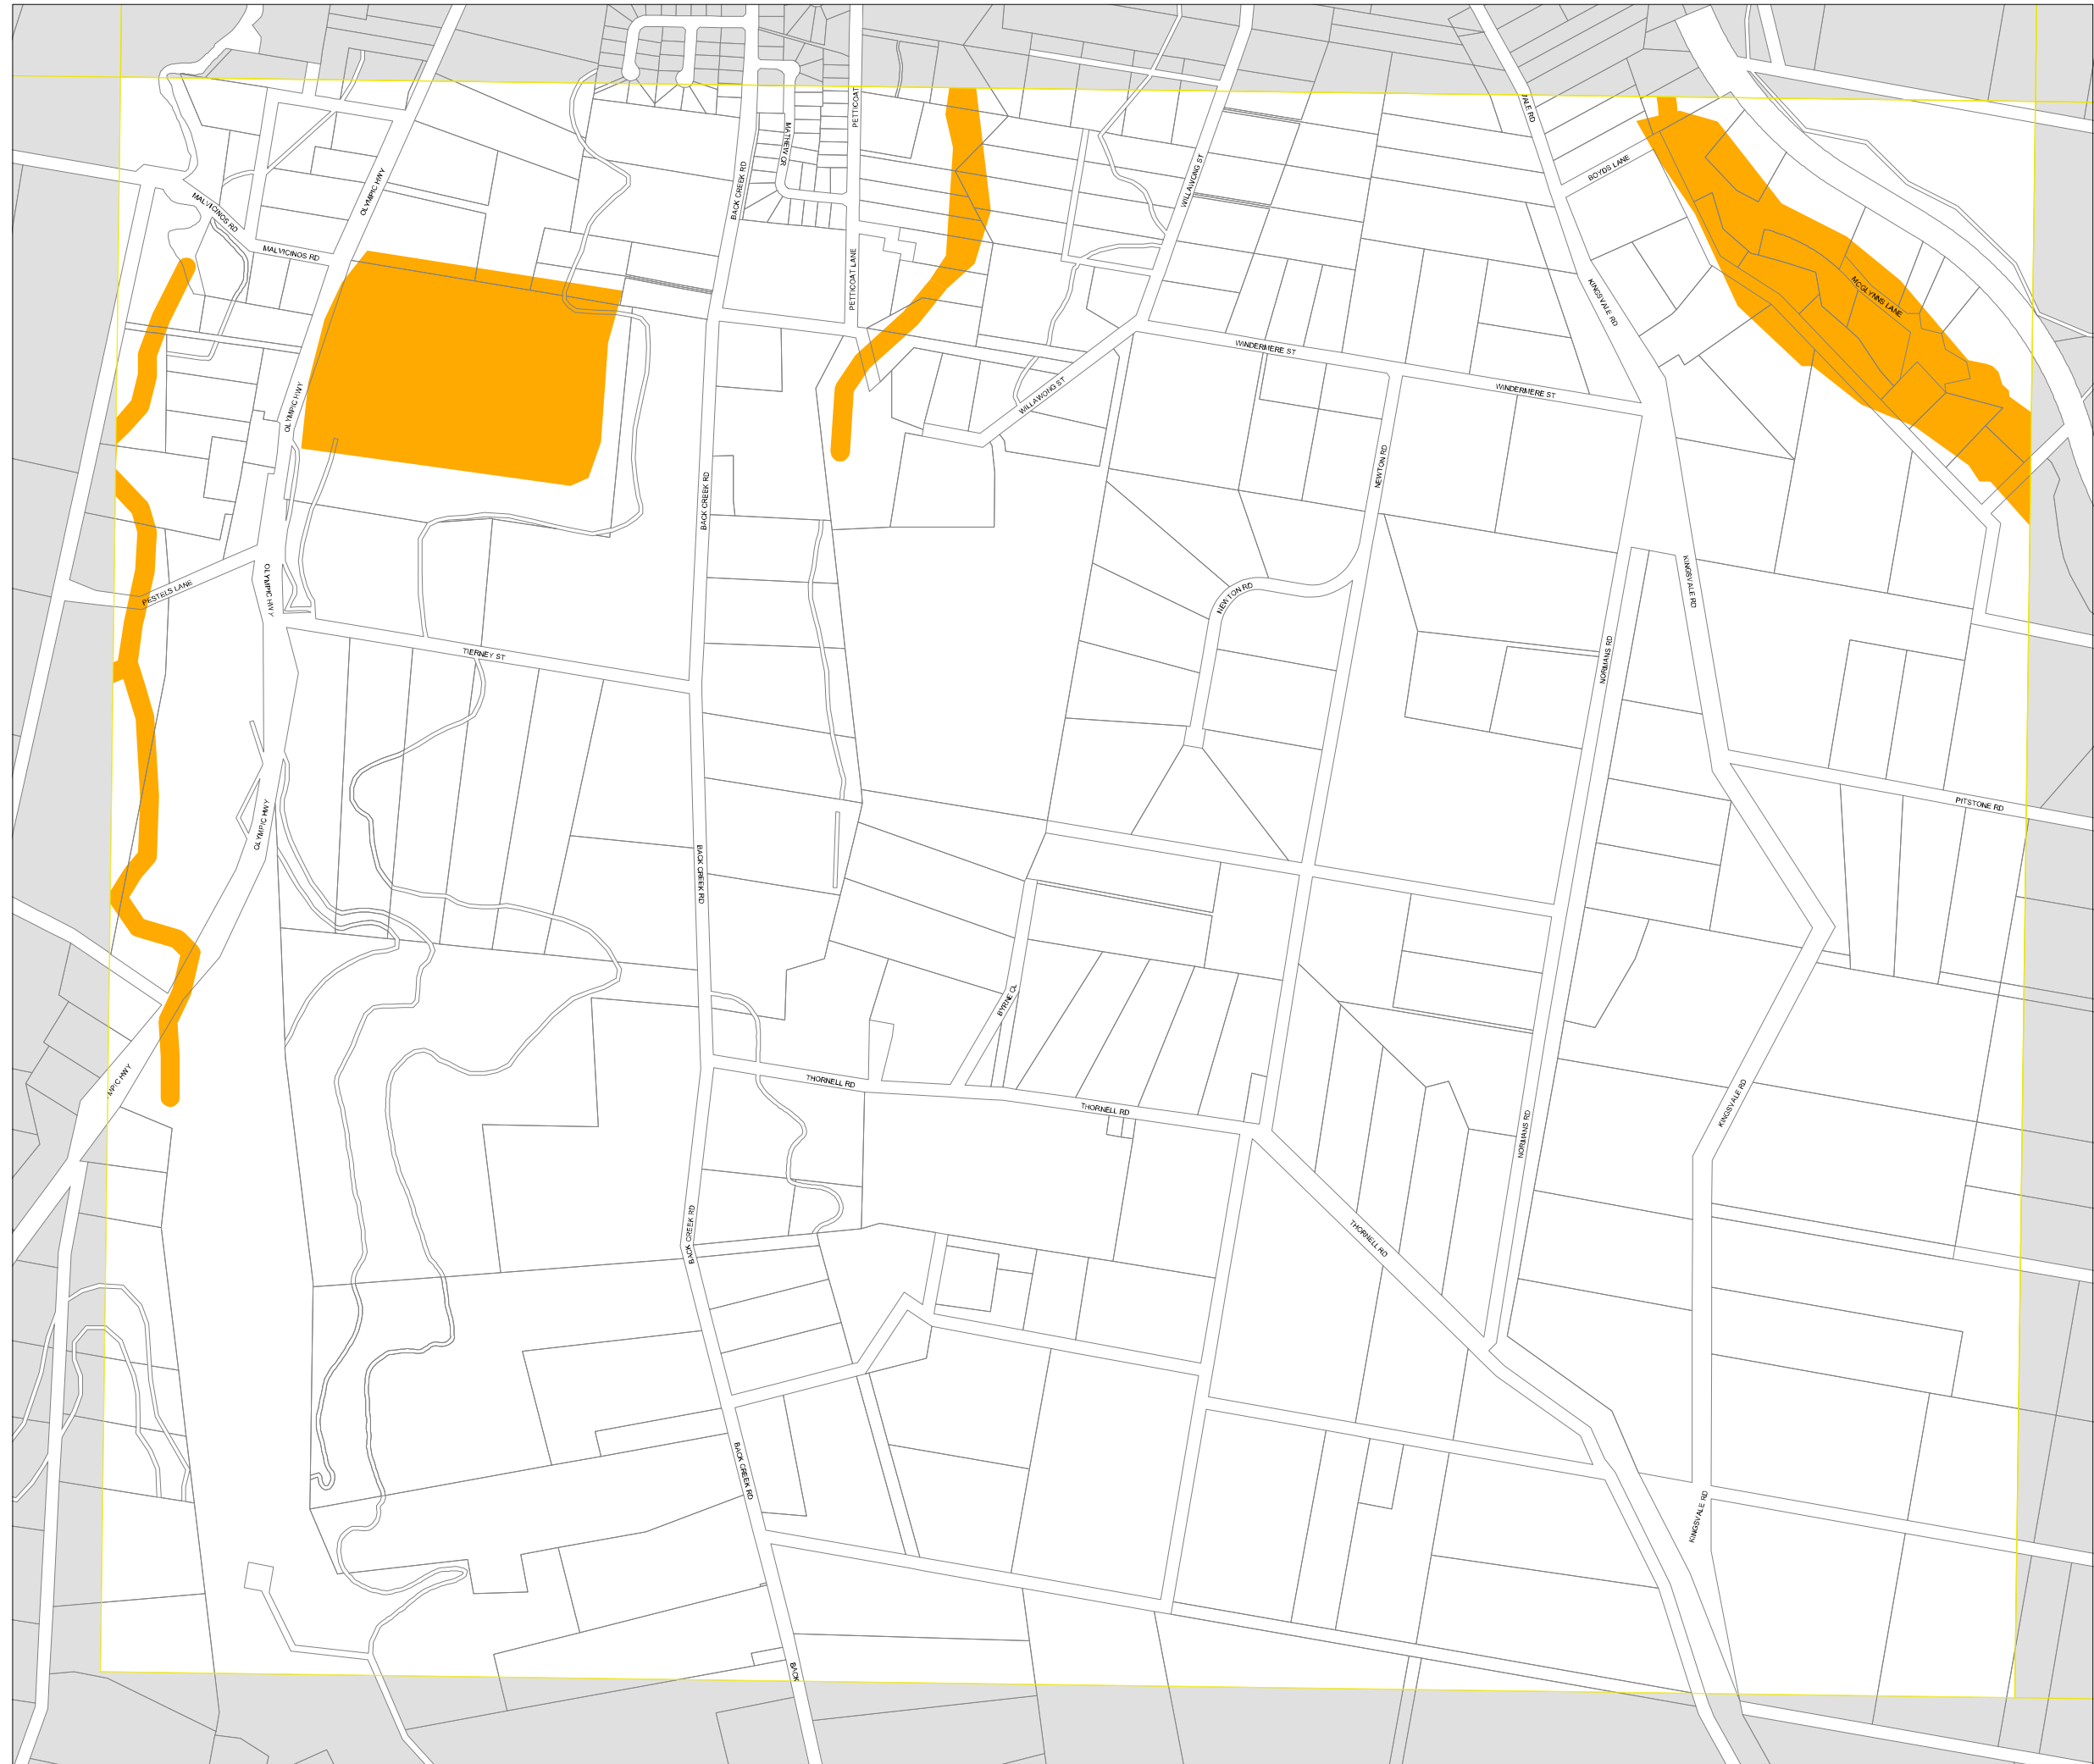 PETTICOAT
VALE RD
MATHEW CR
BOYDS LANE
BACK CREEK RD
OLYMPIC HWY
WILLAWONG ST
MALVICINOS RD
MALVICINOS RD
PETTICOAT LANE
KINGSVALE RD
MCGLYNNS LANE
WINDERMERE ST
WINDERMERE ST
WILLAWONG ST
OLYMPIC HWY
NEWTON RD
BACK CREEK RD
PESTELS LANE
OLYMPIC HWY
NEWTON RD
KINGSVALE RD
TIERNEY ST
NORMANS RD
PITSTONE RD
OLYMPIC HWY
BACK CREEK RD
BYRNE CL
THORNELL RD
THORNELL RD
MPIC HWY
KINGSVALE RD
NORMANS RD
BACK CREEK RD
THORNELL RD
BACK CREEK RD
KINGSVALE RD
BACK